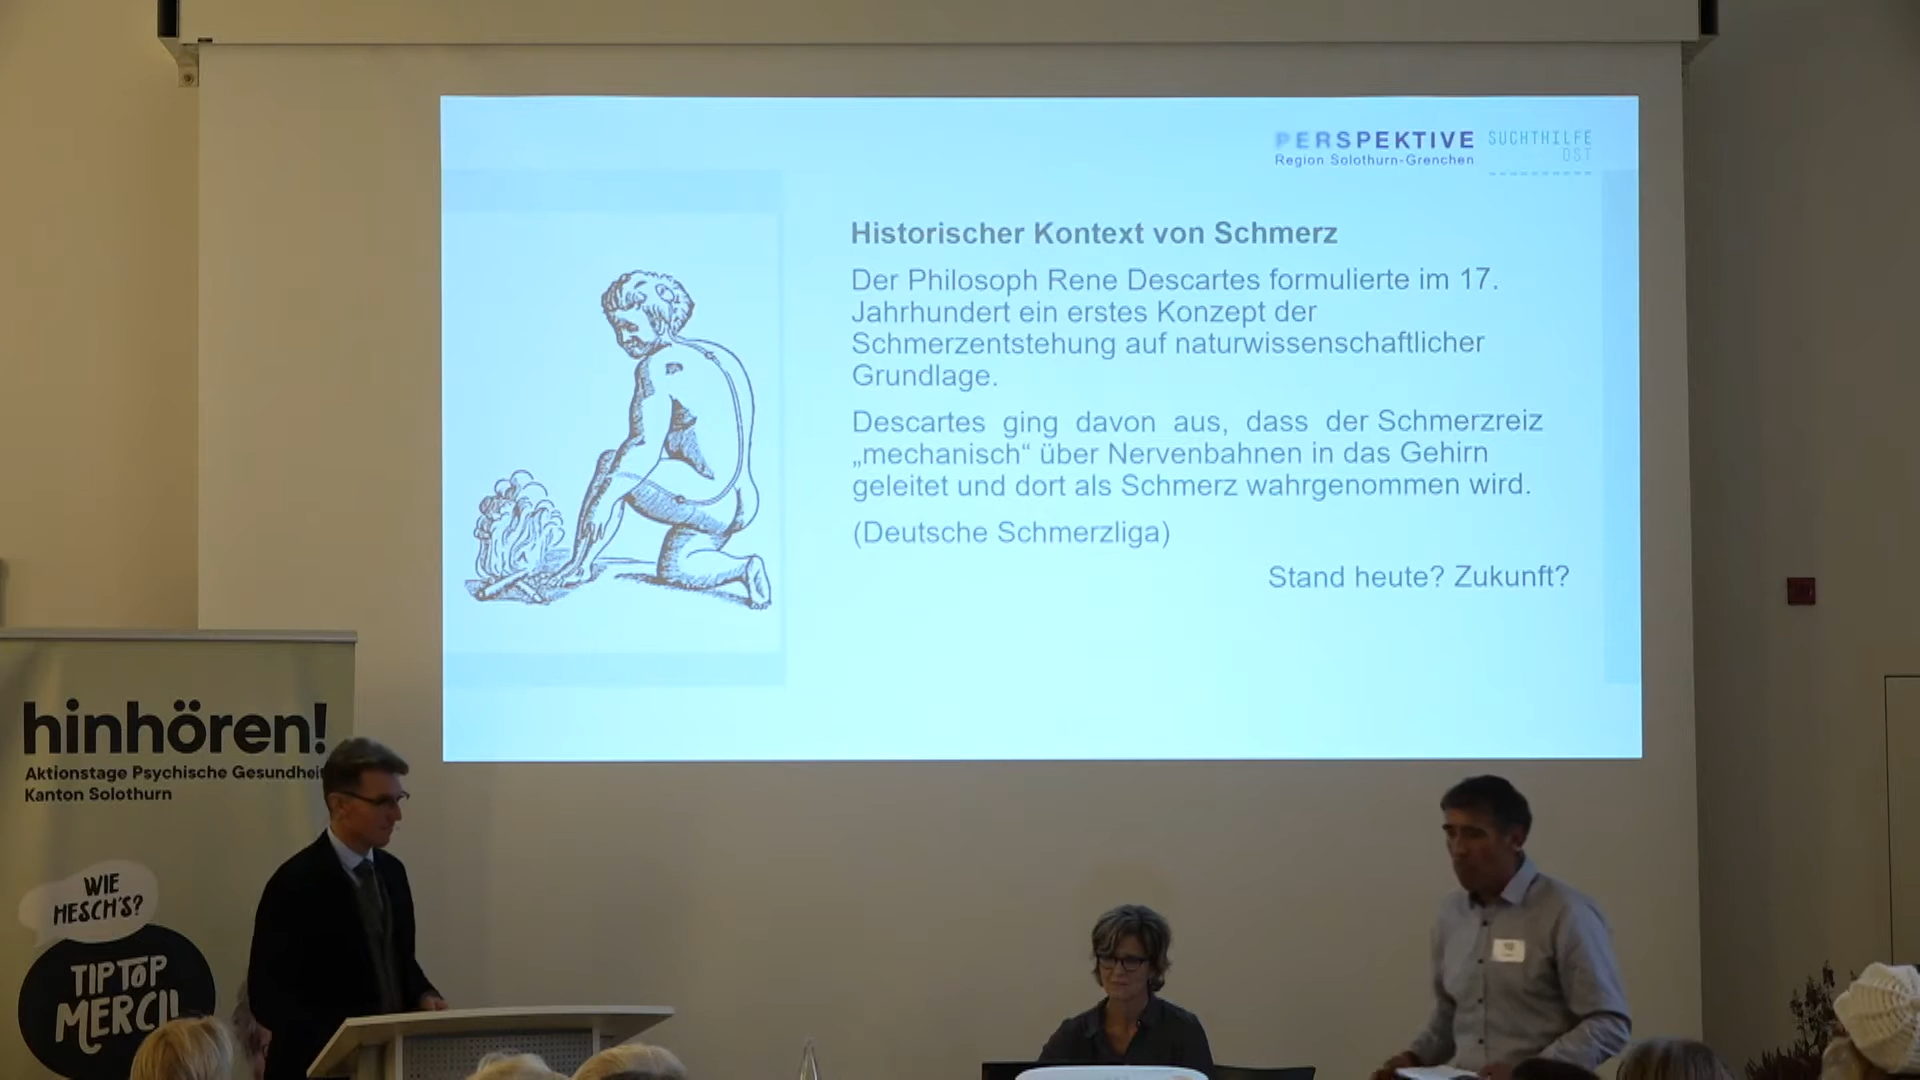 PERSPEKTIVE
Region Solothurn-Grenchen
SUCHTHILFE
OST
Historischer Kontext von Schmerz
Der Philosoph Rene Descartes formulierte im 17.
Jahrhundert ein erstes Konzept der
Schmerzentstehung auf naturwissenschaftlicher
Grundlage.
Descartes ging davon aus, dass der Schmerzreiz
„mechanisch“ über Nervenbahnen in das Gehirn
geleitet und dort als Schmerz wahrgenommen wird.
(Deutsche Schmerzliga)
Stand heute? Zukunft?
hinhören!
Aktionstage Psychische Gesundheit
Kanton Solothurn
WIE
HESCH'S?
TIP TOP
MERCI!